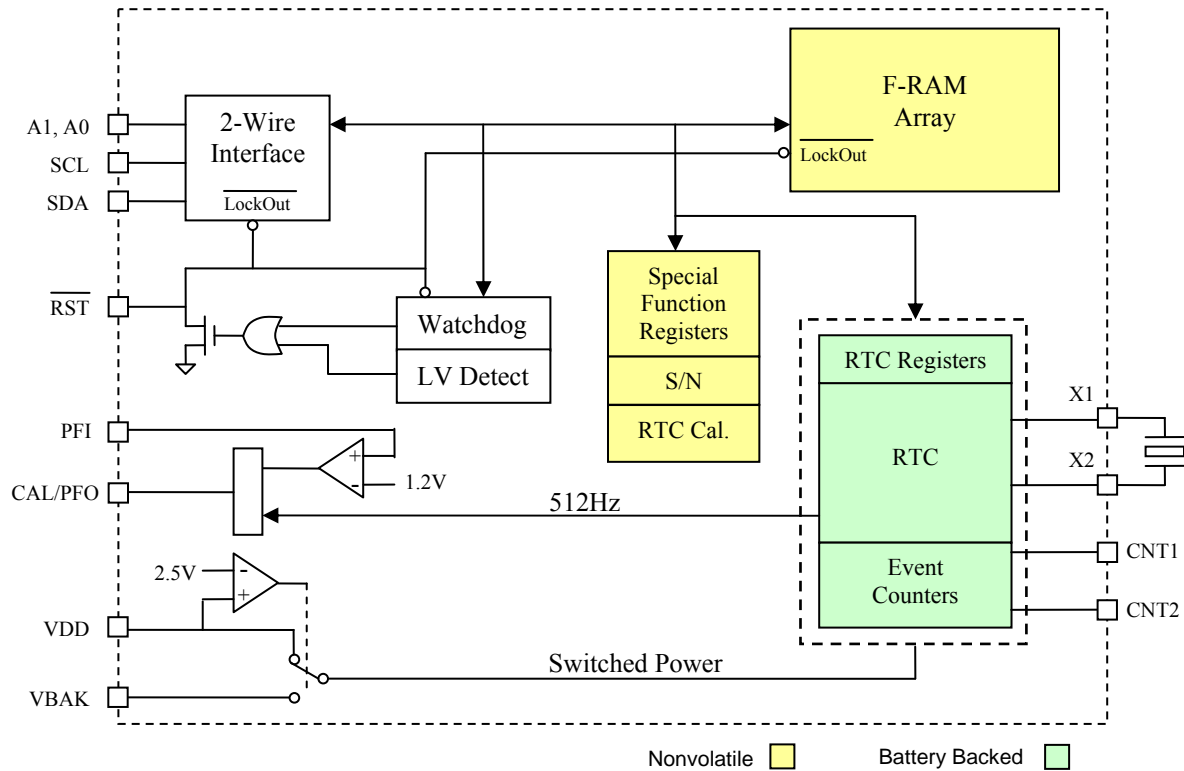 F-RAM
Array
LockOut
A1, A0
SCL
SDA
2-Wire
Interface
LockOut
RST
Watchdog
LV Detect
Special
Function
Registers
S/N
RTC Cal.
RTC Registers
RTC
Event
Counters
X1
X2
CNT1
CNT2
PFI
CAL/PFO
+
-
1.2V
512Hz
2.5V
-
+
VDD
VBAK
Switched Power
Nonvolatile
Battery Backed